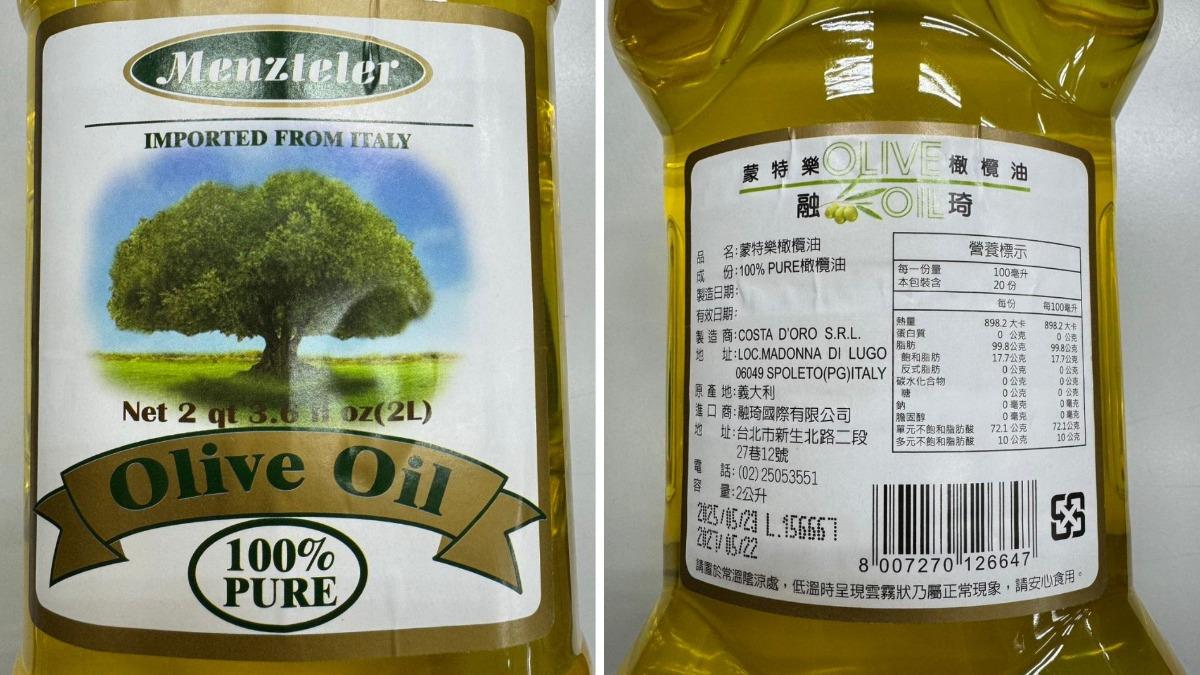 Menzteler
IMPORTED FROM ITALY
Net 2 qt 3.6 fl oz(2L)
Olive Oil
100%
PURE
蒙特樂OLIVE橄欖油
融OIL琦
品名:蒙特樂橄欖油
成份:100% PURE橄欖油
製造日期:
有效日期:
製造商:COSTA D'ORO S.R.L.
地址:LOC.MADONNA DI LUGO
06049 SPOLETO(PG)ITALY
原產地:義大利
進口商:融琦國際有限公司
地址:台北市新生北路二段
27巷12號
電話:(02)25053551
容量:2公升
2025/05/23 L.156667
2027/05/22
營養標示
每一份量 100毫升
本包裝含 20份
每份 每100毫升
熱量 898.2大卡 898.2大卡
蛋白質 0公克 0公克
脂肪 99.8公克 99.8公克
飽和脂肪 17.7公克 17.7公克
反式脂肪 0公克 0公克
碳水化合物 0公克 0公克
糖 0公克 0公克
鈉 0毫克 0毫克
膽固醇 0毫克 0毫克
單元不飽和脂肪酸 72.1公克 72.1公克
多元不飽和脂肪酸 10公克 10公克
8 007270 126647
請置於常溫陰涼處，低溫時呈現雲霧狀乃屬正常現象，請安心食用。